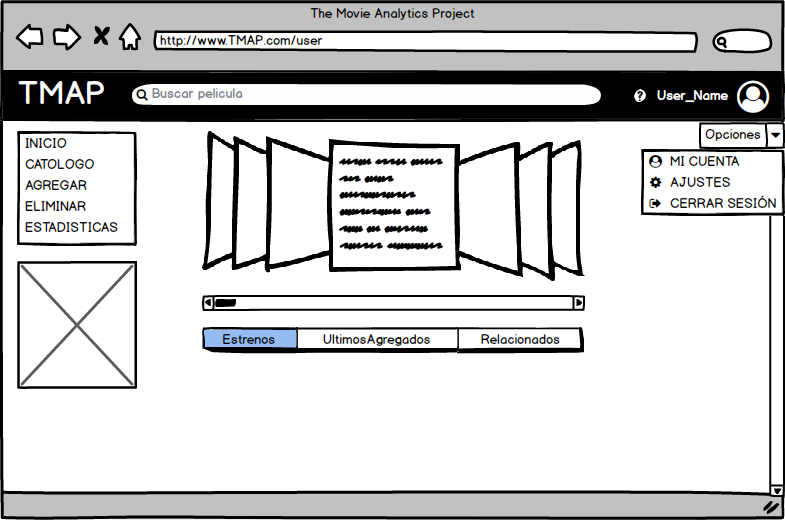 The Movie Analytics Project
http://www.TMAP.com/user
TMAP
Buscar pelicula
User_Name
Opciones
INICIO
CATOLOGO
AGREGAR
ELIMINAR
ESTADISTICAS
MI CUENTA
AJUSTES
CERRAR SESIÓN
Estrenos
UltimosAgregados
Relacionados